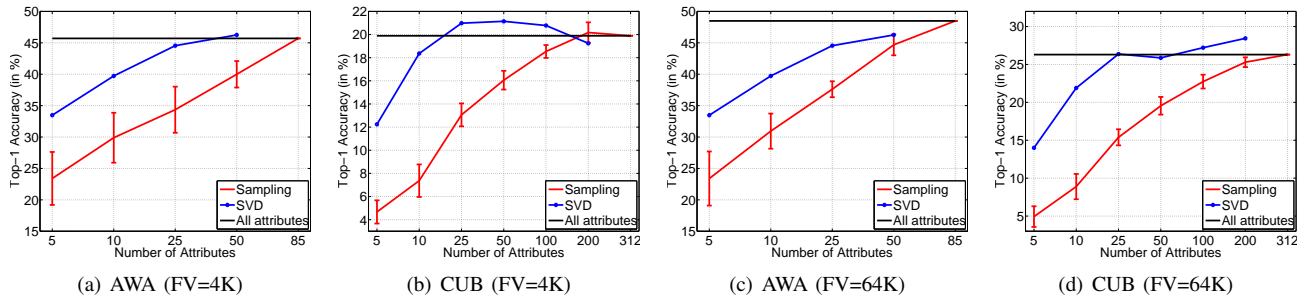 50
45
40
35
30
25
20
15
Top-1 Accuracy (in %)
5 10 25 50 85
Number of Attributes
Sampling
SVD
All attributes
(a) AWA (FV=4K)
22
20
18
16
14
12
10
8
6
4
Top-1 Accuracy (in %)
5 10 25 50 100 200 312
Number of Attributes
Sampling
SVD
All attributes
(b) CUB (FV=4K)
50
45
40
35
30
25
20
15
Top-1 Accuracy (in %)
5 10 25 50 85
Number of Attributes
Sampling
SVD
All attributes
(c) AWA (FV=64K)
30
25
20
15
10
5
Top-1 Accuracy (in %)
5 10 25 50 100 200 312
Number of Attributes
Sampling
SVD
All attributes
(d) CUB (FV=64K)